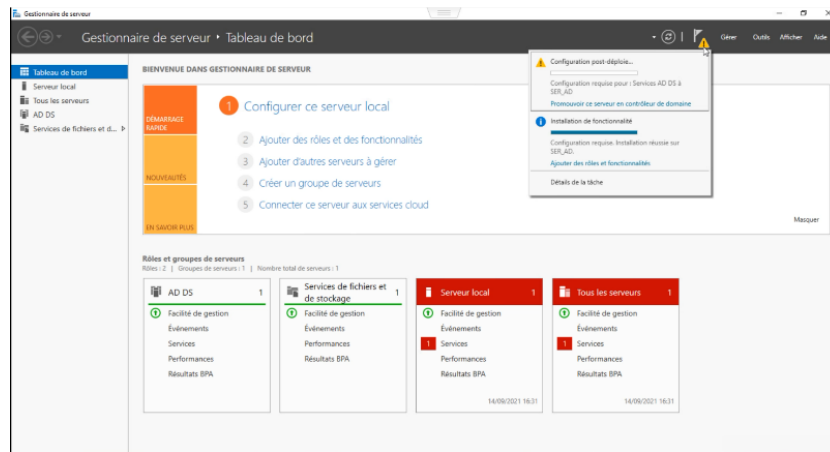 Gestionnaire de serveur
Gestionnaire de serveur ‣ Tableau de bord
Gérer Outils Afficher Aide
Tableau de bord
Serveur local
Tous les serveurs
AD DS
Services de fichiers et d...
BIENVENUE DANS GESTIONNAIRE DE SERVEUR
DÉMARRAGE
RAPIDE
NOUVEAUTÉS
EN SAVOIR PLUS
1 Configurer ce serveur local
2 Ajouter des rôles et des fonctionnalités
3 Ajouter d'autres serveurs à gérer
4 Créer un groupe de serveurs
5 Connecter ce serveur aux services cloud
Configuration post-déploie...
Configuration requise pour : Services AD DS à
SER_AD
Promouvoir ce serveur en contrôleur de domaine
Installation de fonctionnalité
Configuration requise. Installation réussie sur
SER_AD.
Ajouter des rôles et fonctionnalités
Détails de la tâche
Masquer
Rôles et groupes de serveurs
Rôles : 2 | Groupes de serveurs : 1 | Nombre total de serveurs : 1
AD DS 1
Facilité de gestion
Événements
Services
Performances
Résultats BPA
Services de fichiers et
de stockage 1
Facilité de gestion
Événements
Services
Performances
Résultats BPA
Serveur local 1
Facilité de gestion
Événements
1 Services
Performances
Résultats BPA
14/09/2021 16:31
Tous les serveurs 1
Facilité de gestion
Événements
1 Services
Performances
Résultats BPA
14/09/2021 16:31